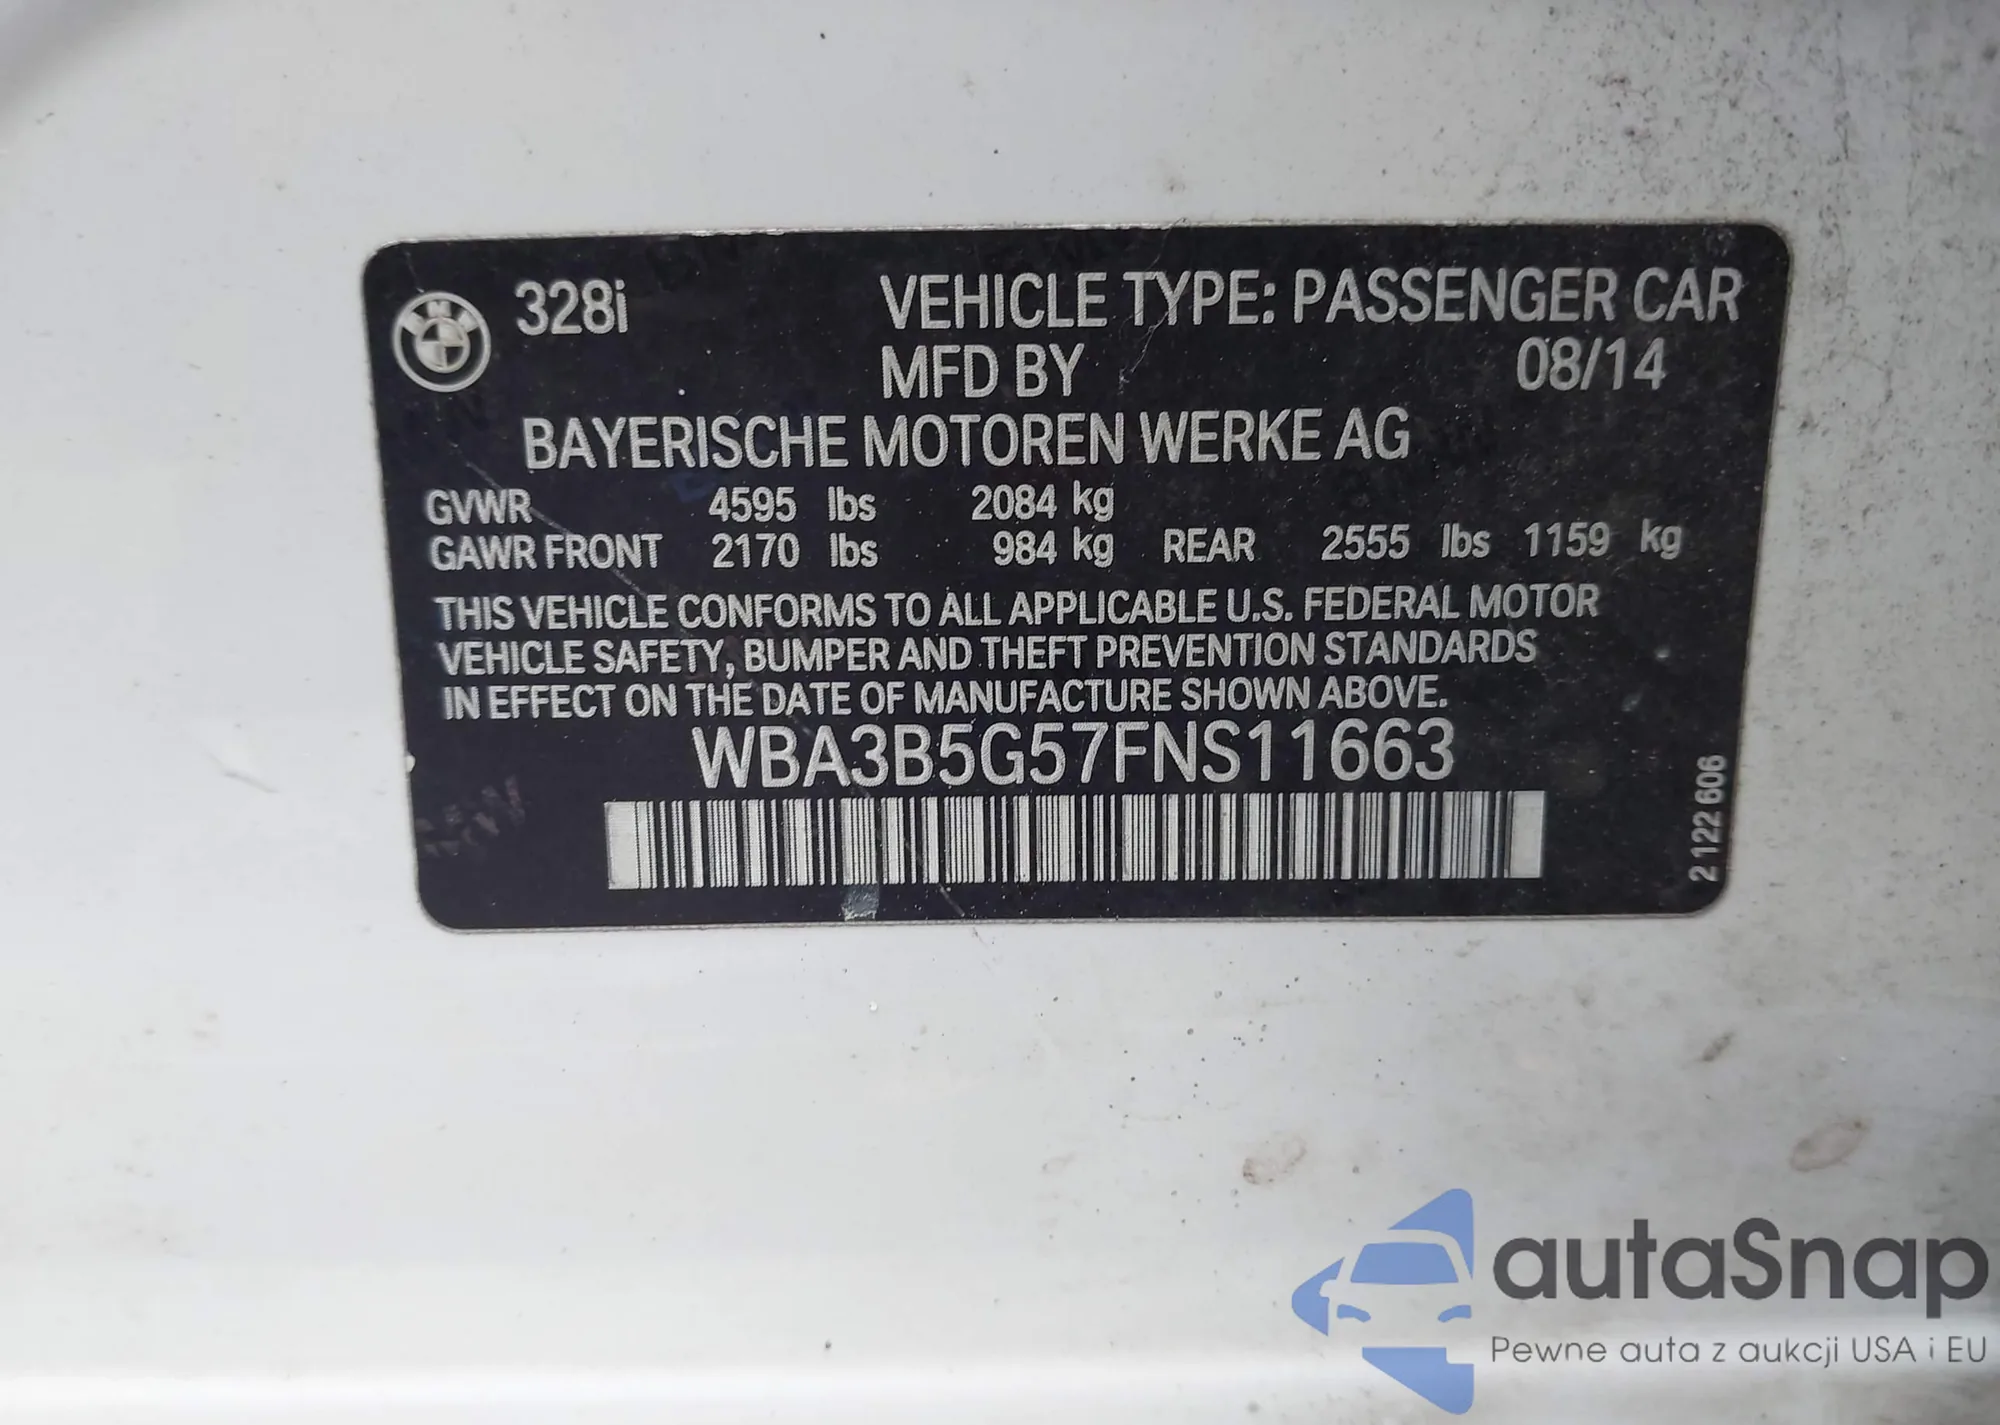 328i VEHICLE TYPE: PASSENGER CAR
MFD BY 08/14
BAYERISCHE MOTOREN WERKE AG
GVWR 4595 lbs 2084 kg
GAWR FRONT 2170 lbs 984 kg REAR 2555 lbs 1159 kg
THIS VEHICLE CONFORMS TO ALL APPLICABLE U.S. FEDERAL MOTOR
VEHICLE SAFETY, BUMPER AND THEFT PREVENTION STANDARDS
IN EFFECT ON THE DATE OF MANUFACTURE SHOWN ABOVE.
WBA3B5G57FNS11663
2 122 606
autaSnap
Pewne auta z aukcji USA i EU